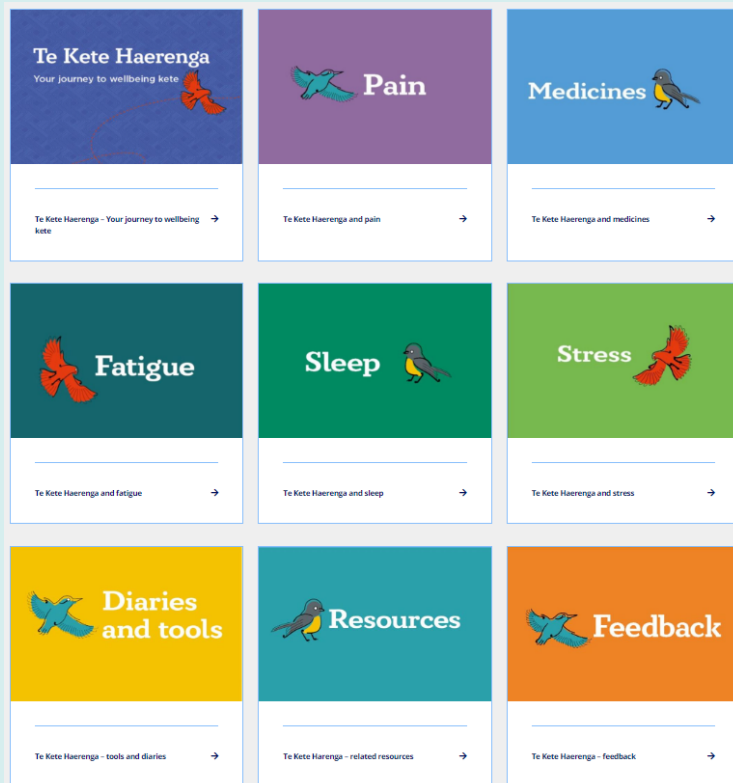 Te Kete Haerenga
Your journey to wellbeing kete
Pain
Medicines
Te Kete Haerenga – Your journey to wellbeing
kete
Te Kete Haerenga and pain
Te Kete Haerenga and medicines
Fatigue
Sleep
Stress
Te Kete Haerenga and fatigue
Te Kete Haerenga and sleep
Te Kete Haerenga and stress
Diaries
and tools
Resources
Feedback
Te Kete Haerenga – tools and diaries
Te Kete Harenga – related resources
Te Kete Haerenga – feedback